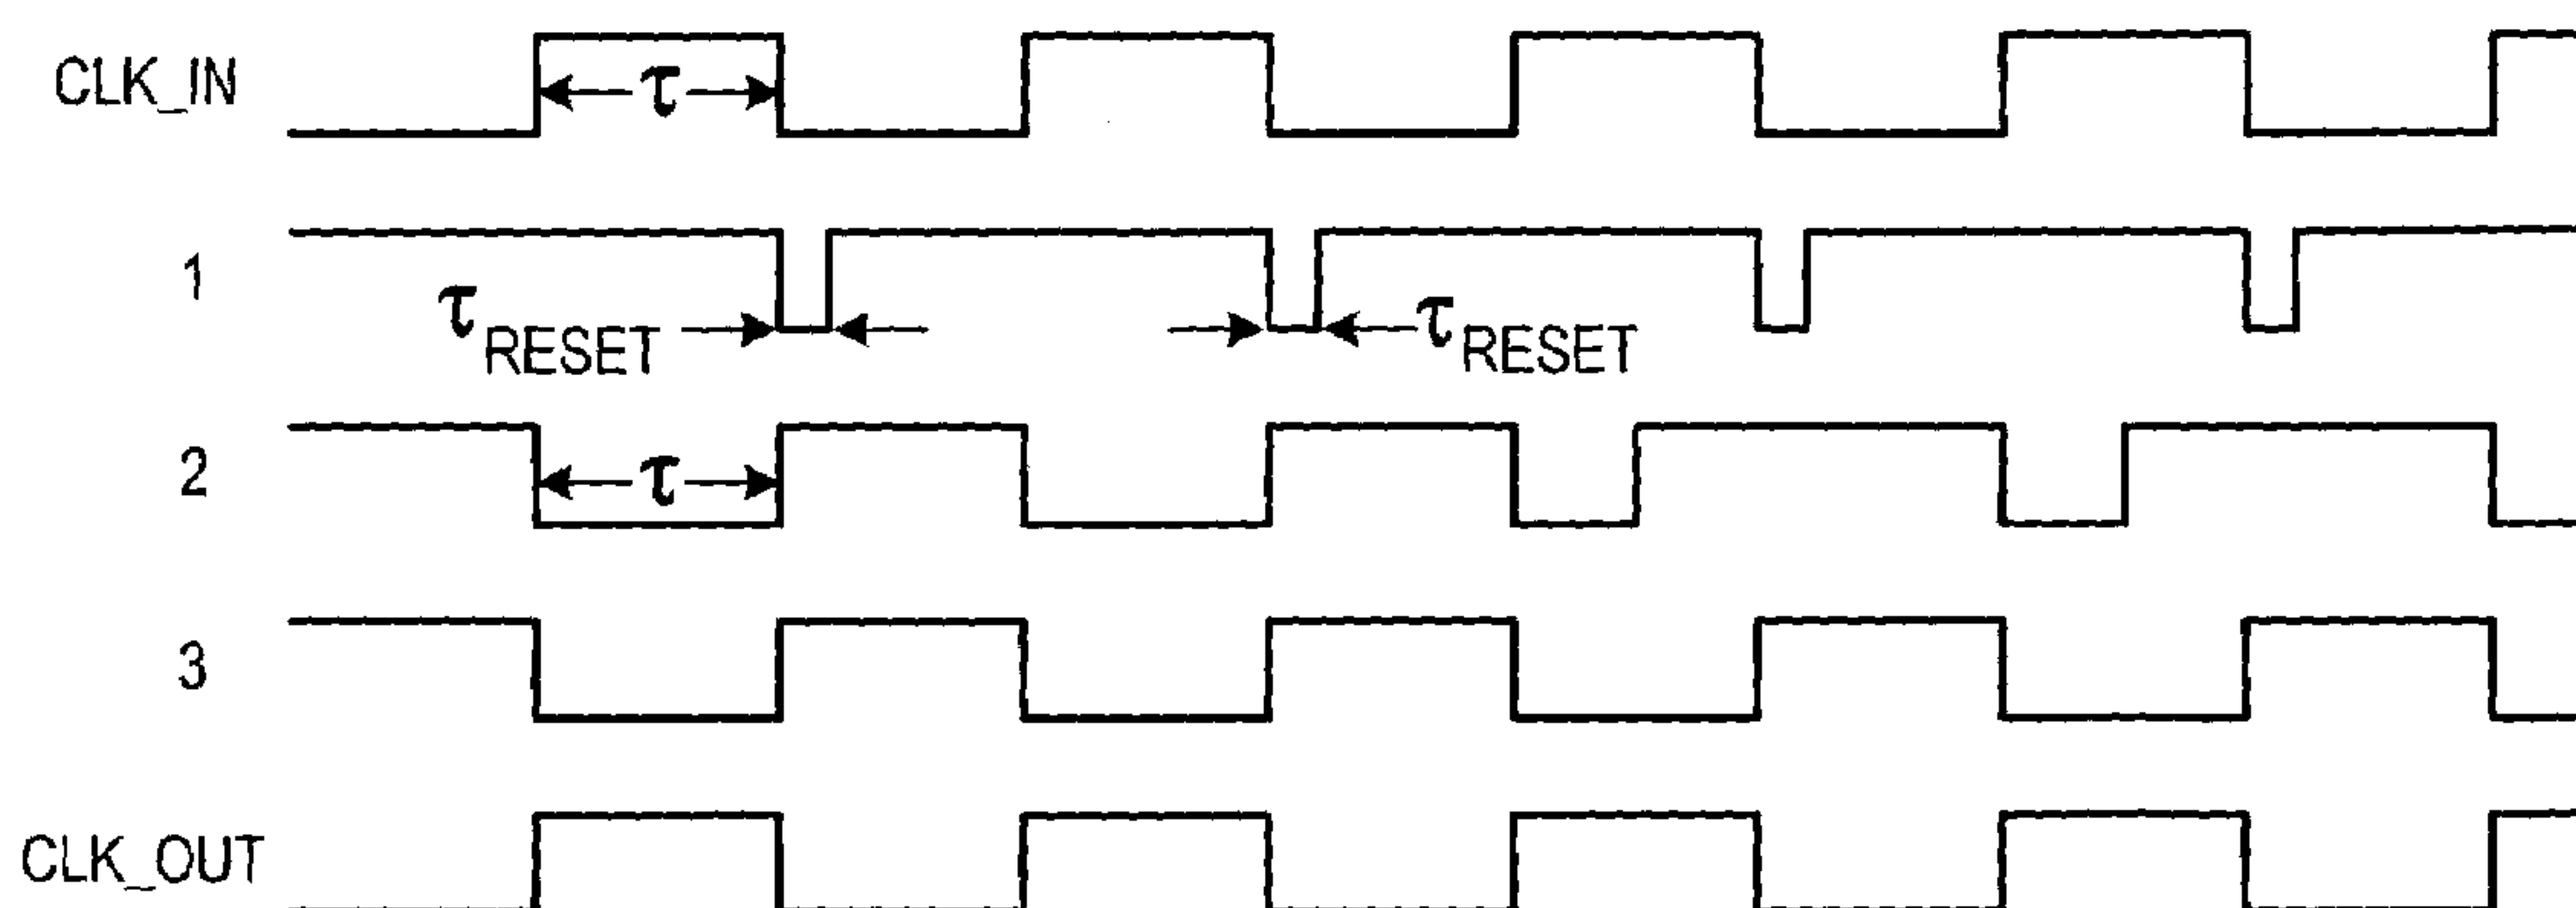 CLK_IN
τ
1
τRESET
τRESET
2
τ
3
CLK_OUT